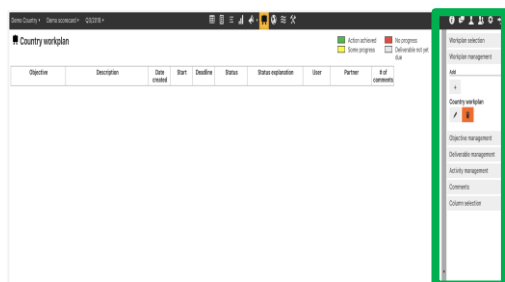 Demo Country Demo scorecard Q3/2018
Country workplan
Action achieved No progress
Some progress Deliverable not yet due
Objective Description Date created Start Deadline Status Status explanation User Partner # of comments
Workplan selection
Workplan management
Add
+
Country workplan
Objective management
Deliverable management
Activity management
Comments
Column selection